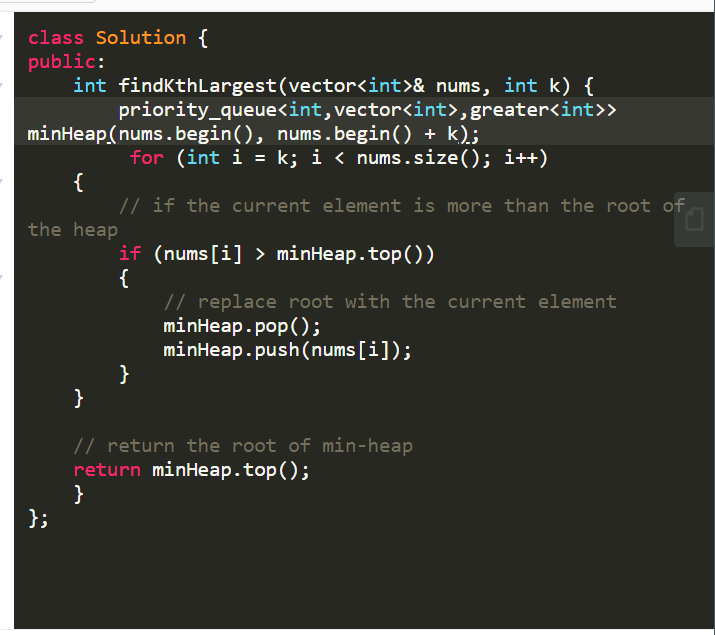 class Solution {
public:
    int findKthLargest(vector<int>& nums, int k) {
        priority_queue<int,vector<int>,greater<int>>
minHeap(nums.begin(), nums.begin() + k);
         for (int i = k; i < nums.size(); i++)
    {
        // if the current element is more than the root of
the heap
        if (nums[i] > minHeap.top())
        {
            // replace root with the current element
            minHeap.pop();
            minHeap.push(nums[i]);
        }
    }

    // return the root of min-heap
    return minHeap.top();
    }
};